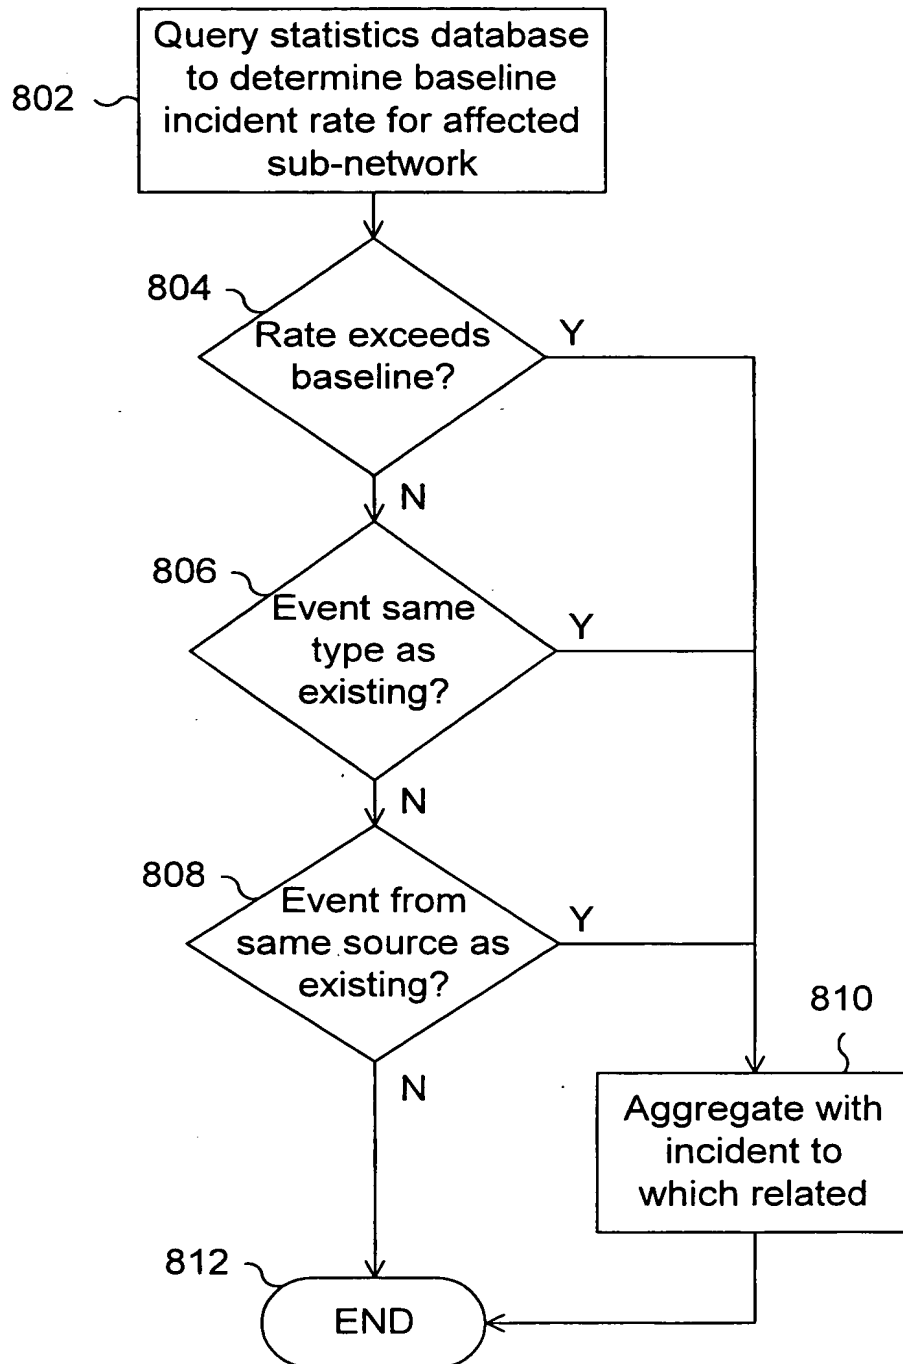 Query statistics database
to determine baseline
incident rate for affected
sub-network
802
804
Rate exceeds
baseline?
Y
N
806
Event same
type as
existing?
Y
N
808
Event from
same source as
existing?
Y
N
810
Aggregate with
incident to
which related
812
END